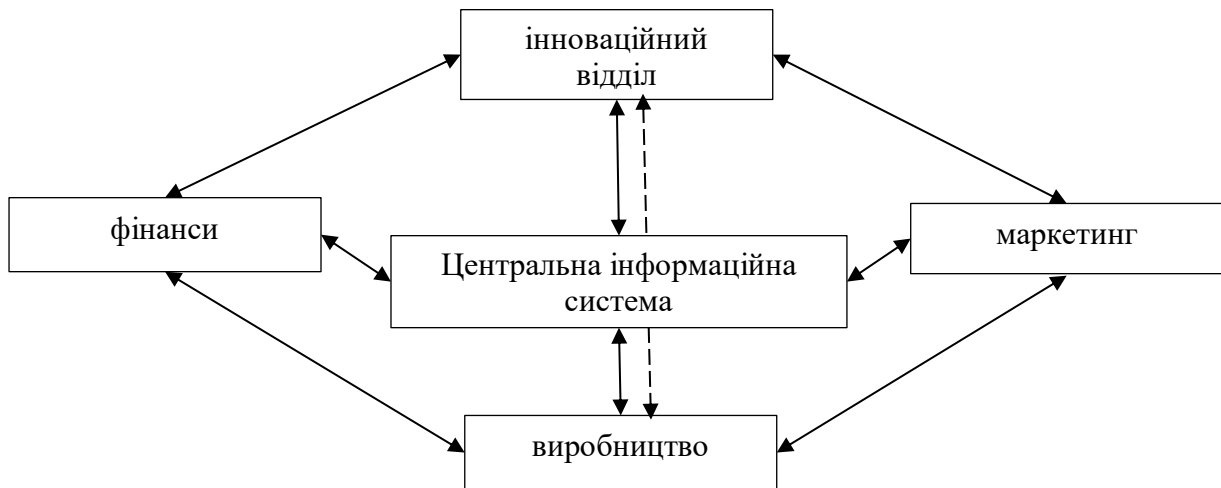 інноваційний
відділ
фінанси
маркетинг
Центральна інформаційна
система
виробництво